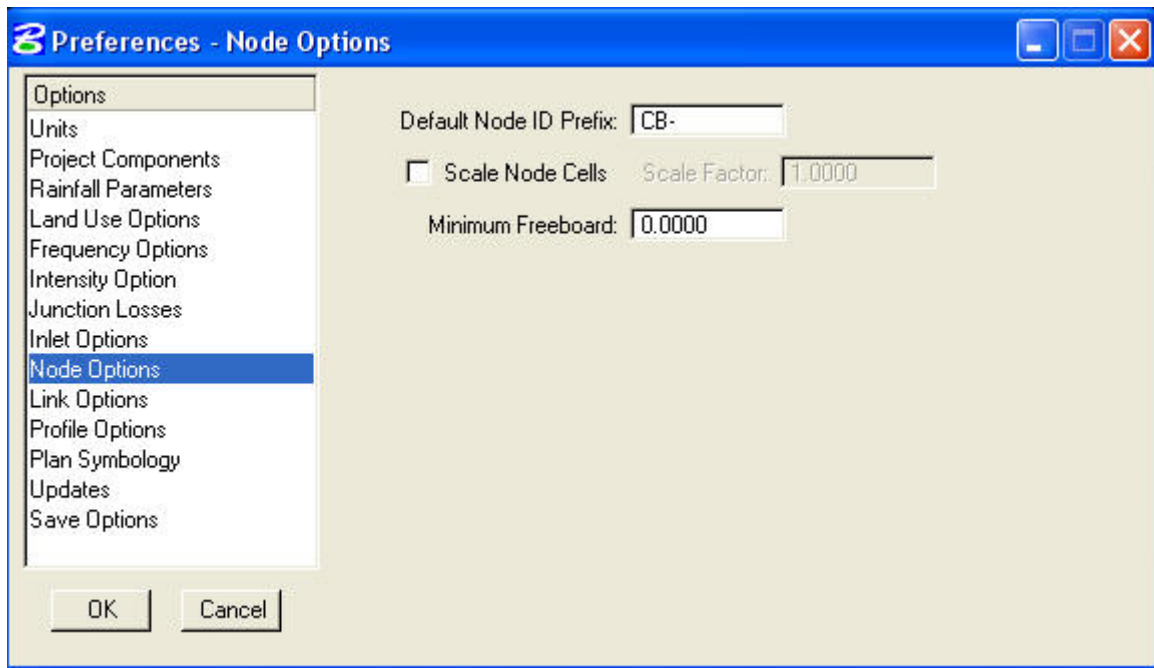 Preferences - Node Options
Options
Units
Project Components
Rainfall Parameters
Land Use Options
Frequency Options
Intensity Option
Junction Losses
Inlet Options
Node Options
Link Options
Profile Options
Plan Symbology
Updates
Save Options
OK Cancel
Default Node ID Prefix: CB-
Scale Node Cells Scale Factor: 1.0000
Minimum Freeboard: 0.0000